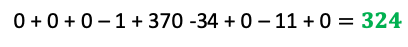 0 + 0 + 0 – 1 + 370 -34 + 0 – 11 + 0 = 324